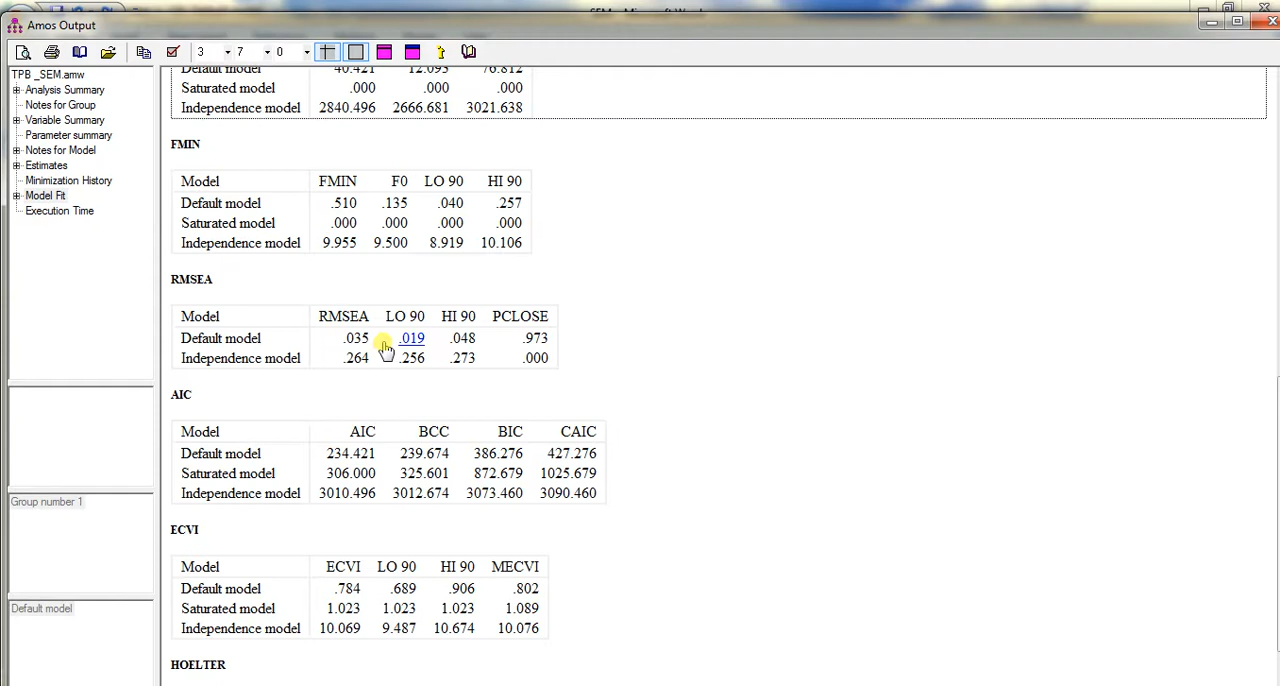 Amos Output
3 7 0
TPB _SEM.amw
Analysis Summary
Notes for Group
Variable Summary
Parameter summary
Notes for Model
Estimates
Minimization History
Model Fit
Execution Time
Group number 1
Default model
Default model 40.421 12.095 76.812
Saturated model .000 .000 .000
Independence model 2840.496 2666.681 3021.638
FMIN
Model FMIN F0 LO 90 HI 90
Default model .510 .135 .040 .257
Saturated model .000 .000 .000 .000
Independence model 9.955 9.500 8.919 10.106
RMSEA
Model RMSEA LO 90 HI 90 PCLOSE
Default model .035 .019 .048 .973
Independence model .264 .256 .273 .000
AIC
Model AIC BCC BIC CAIC
Default model 234.421 239.674 386.276 427.276
Saturated model 306.000 325.601 872.679 1025.679
Independence model 3010.496 3012.674 3073.460 3090.460
ECVI
Model ECVI LO 90 HI 90 MECVI
Default model .784 .689 .906 .802
Saturated model 1.023 1.023 1.023 1.089
Independence model 10.069 9.487 10.674 10.076
HOELTER